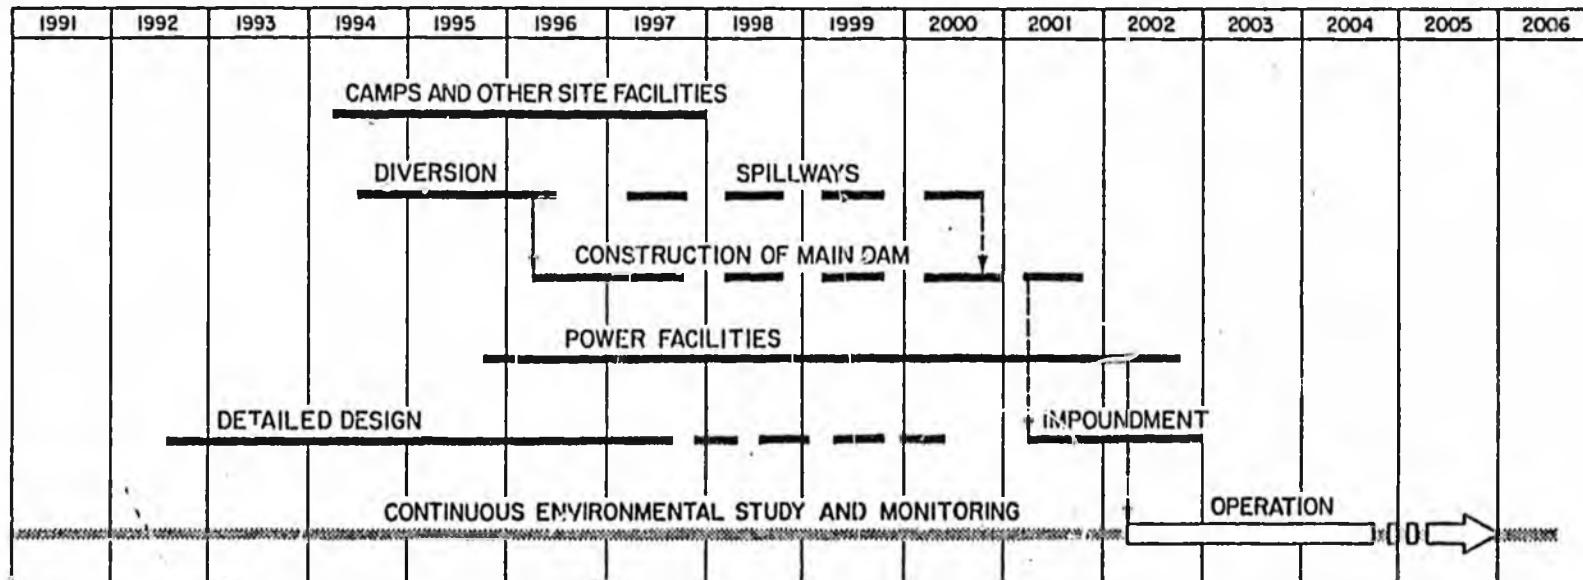 1991 1992 1993 1994 1995 1996 1997 1998 1999 2000 2001 2002 2003 2004 2005 2006
CAMPS AND OTHER SITE FACILITIES
DIVERSION SPILLWAYS
CONSTRUCTION OF MAIN DAM
POWER FACILITIES
DETAILED DESIGN IMPOUNDMENT
CONTINUOUS ENVIRONMENTAL STUDY AND MONITORING OPERATION